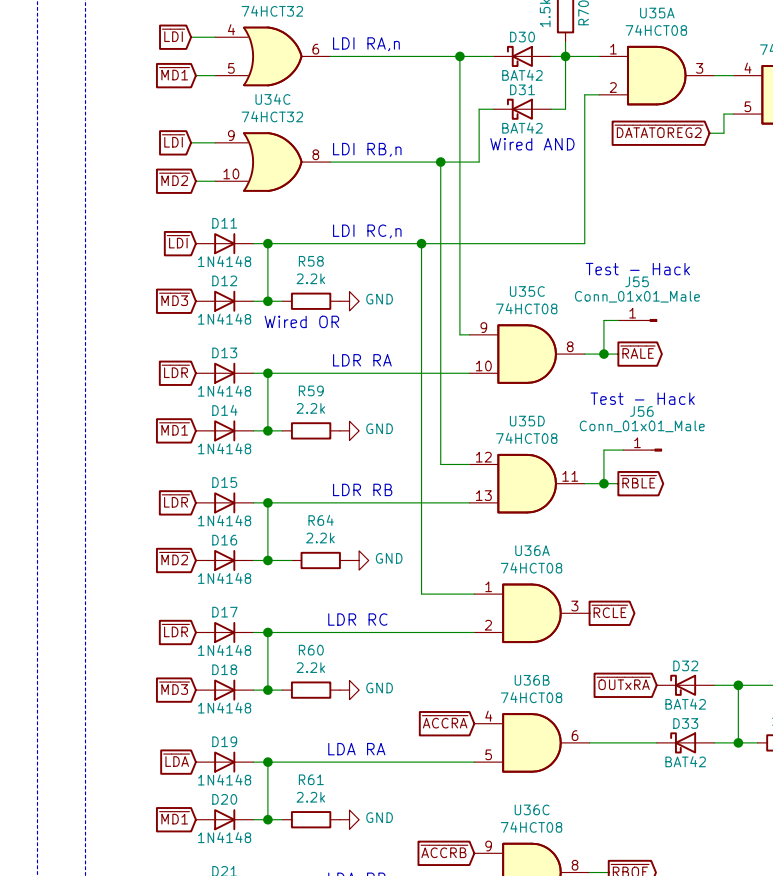 74HCT32
LDI
4
MD1
5
6
LDI RA,n
D30
BAT42
1.5k
R70
U35A
74HCT08
1
2
3
4
5
DATATOREG2
U34C
74HCT32
LDI
9
MD2
10
8
LDI RB,n
D31
BAT42
Wired AND
D11
LDI
1N4148
LDI RC,n
D12
MD3
1N4148
R58
2.2k
GND
Wired OR
Test - Hack
J55
Conn_01x01_Male
1
U35C
74HCT08
9
10
8
RALE
D13
LDR
1N4148
LDR RA
D14
MD1
1N4148
R59
2.2k
GND
Test - Hack
J56
Conn_01x01_Male
1
U35D
74HCT08
12
13
11
RBLE
D15
LDR
1N4148
LDR RB
D16
MD2
1N4148
R64
2.2k
GND
U36A
74HCT08
1
2
3
RCLE
D17
LDR
1N4148
LDR RC
D18
MD3
1N4148
R60
2.2k
GND
U36B
74HCT08
ACCRA
4
5
6
OUTxRA
D32
BAT42
D33
BAT42
D19
LDA
1N4148
LDA RA
D20
MD1
1N4148
R61
2.2k
GND
U36C
74HCT08
ACCRB
9
8
D21